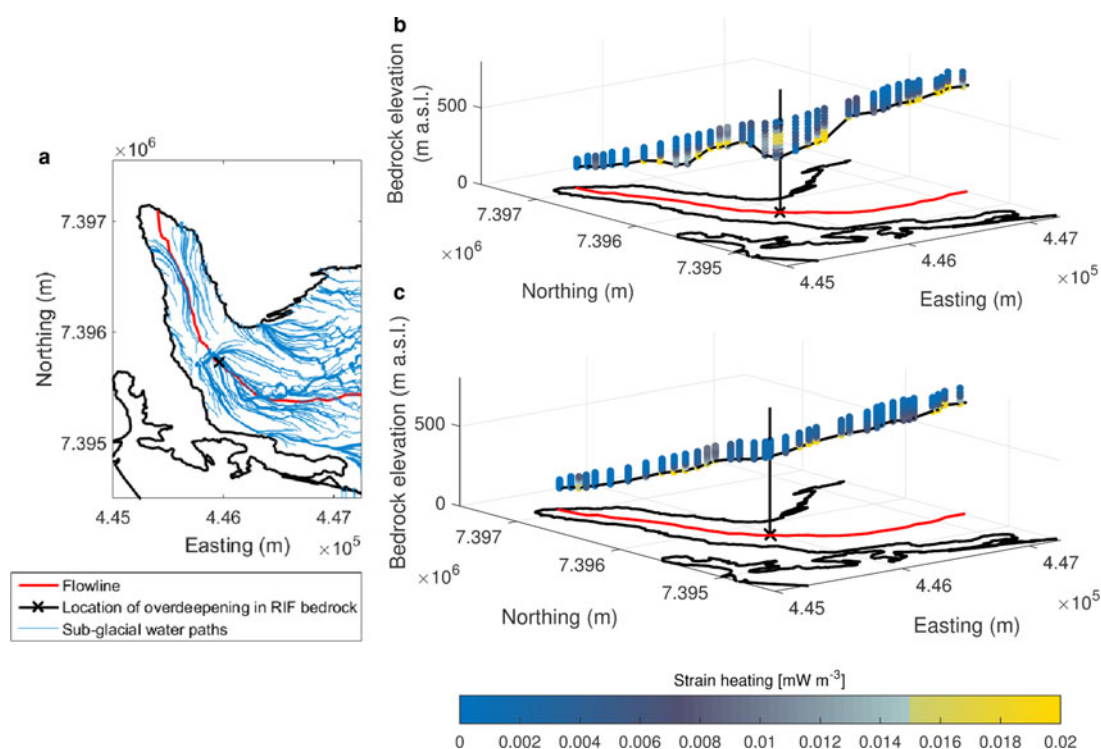 a
× 10⁶
7.397
7.396
7.395
Northing (m)
4.45
4.46
4.47
Easting (m)
× 10⁵
Flowline
Location of overdeepening in RIF bedrock
Sub-glacial water paths
b
Bedrock elevation
(m a.s.l.)
500
0
7.397
7.396
7.395
× 10⁶
Northing (m)
4.45
4.46
4.47
× 10⁵
Easting (m)
c
Bedrock elevation (m a.s.l.)
500
0
7.397
7.396
7.395
× 10⁶
Northing (m)
4.45
4.46
4.47
× 10⁵
Easting (m)
Strain heating [mW m⁻³]
0 0.002 0.004 0.006 0.008 0.01 0.012 0.014 0.016 0.018 0.02